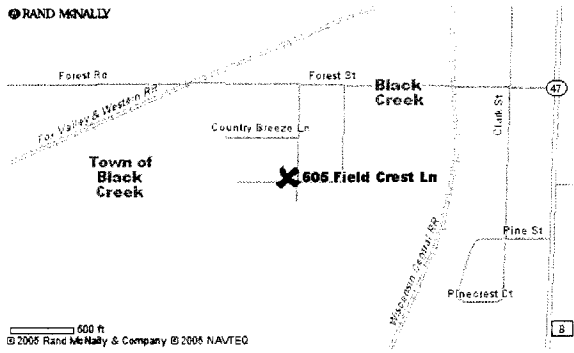 RAND McNALLY
Forest Rd
Forest St
Black
Creek
47
Fox Valley & Western RR
Clark St
Country Breeze Ln
Town of
Black
Creek
605 Field Crest Ln
Pine St
Wisconsin Central RR
Pinecrest Ct
600 ft
B
© 2005 Rand McNally & Company © 2005 NAVTEQ